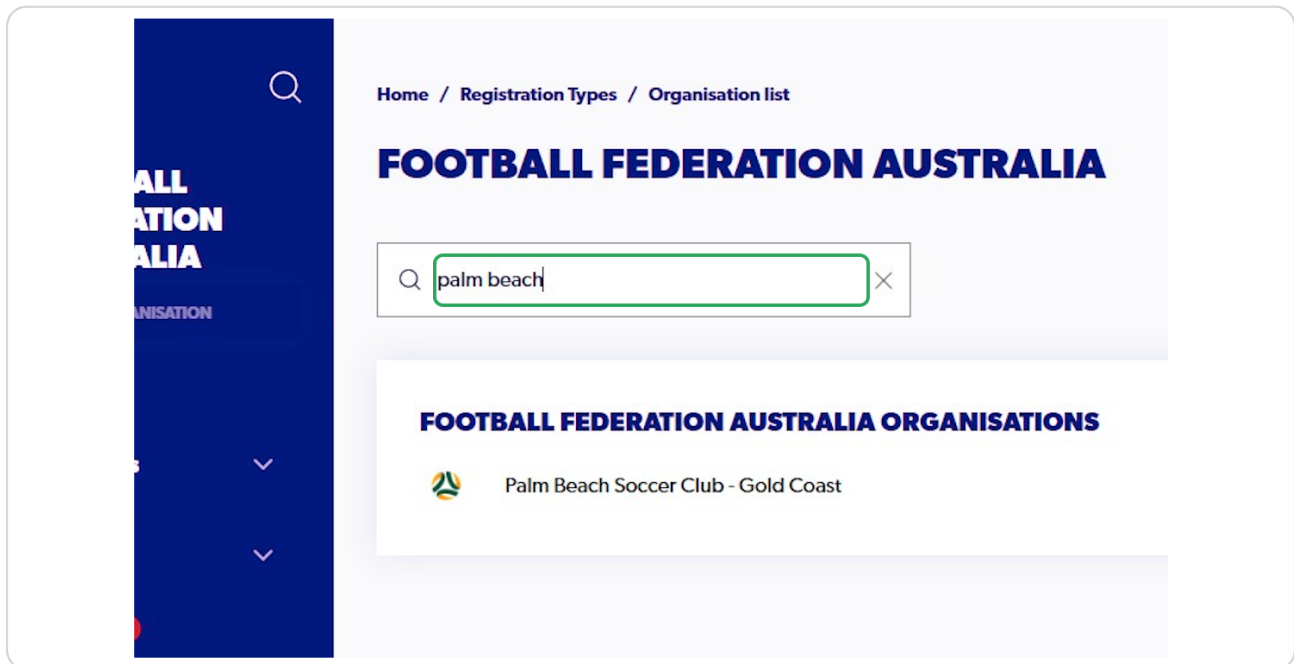 Home / Registration Types / Organisation list
FOOTBALL FEDERATION AUSTRALIA
ALL
ATION
ALIA
ANISATION
palm beach
FOOTBALL FEDERATION AUSTRALIA ORGANISATIONS
s
Palm Beach Soccer Club - Gold Coast